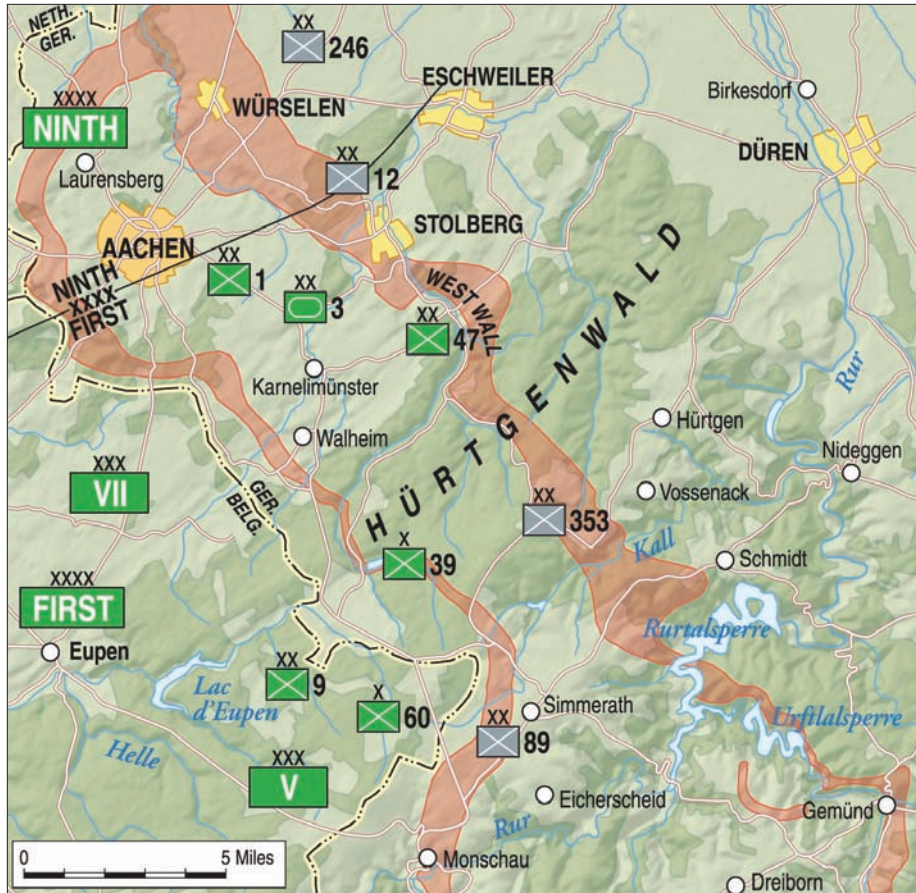 NETH.
GER.
XX
246
ESCHWEILER
Birkesdorf
XXXX
NINTH
WÜRSELEN
DÜREN
Laurensberg
XX
12
STOLBERG
AACHEN
NINTH
XXXX
FIRST
XX
1
XX
3
WEST WALL
XX
47
HÜRTGENWALD
Rur
Karnelimünster
Walheim
Hürtgen
Nideggen
XXX
VII
GER.
BELG.
Vossenack
XX
353
Kall
X
39
Schmidt
XXXX
FIRST
Eupen
Rurtalsperre
Lac
d'Eupen
XX
9
X
60
Simmerath
Urftlalsperre
XX
89
Helle
XXX
V
Eicherscheid
Gemünd
Rur
0
5 Miles
Monschau
Dreiborn